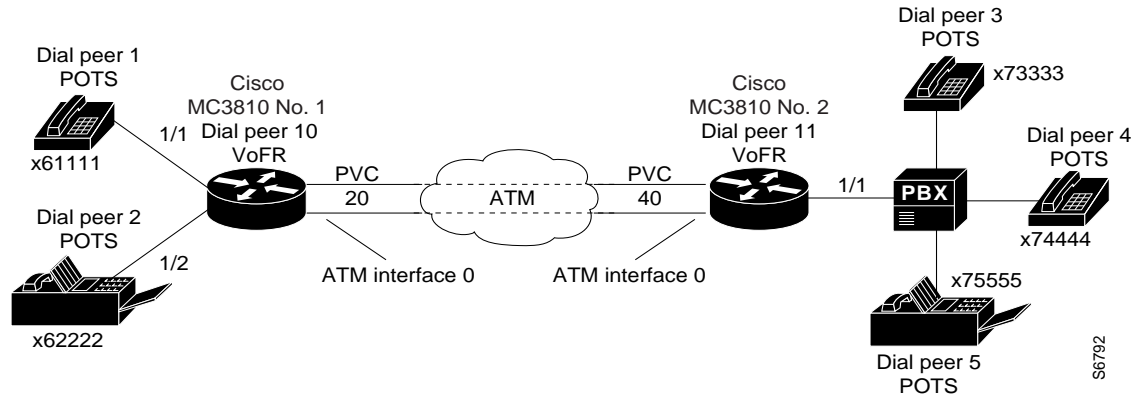 Dial peer 1
POTS
x61111
1/1
Dial peer 2
POTS
1/2
x62222
Cisco
MC3810 No. 1
Dial peer 10
VoFR
PVC
20
ATM
PVC
40
ATM interface 0
ATM interface 0
Cisco
MC3810 No. 2
Dial peer 11
VoFR
1/1
PBX
Dial peer 3
POTS
x73333
Dial peer 4
POTS
x74444
x75555
Dial peer 5
POTS
S6792